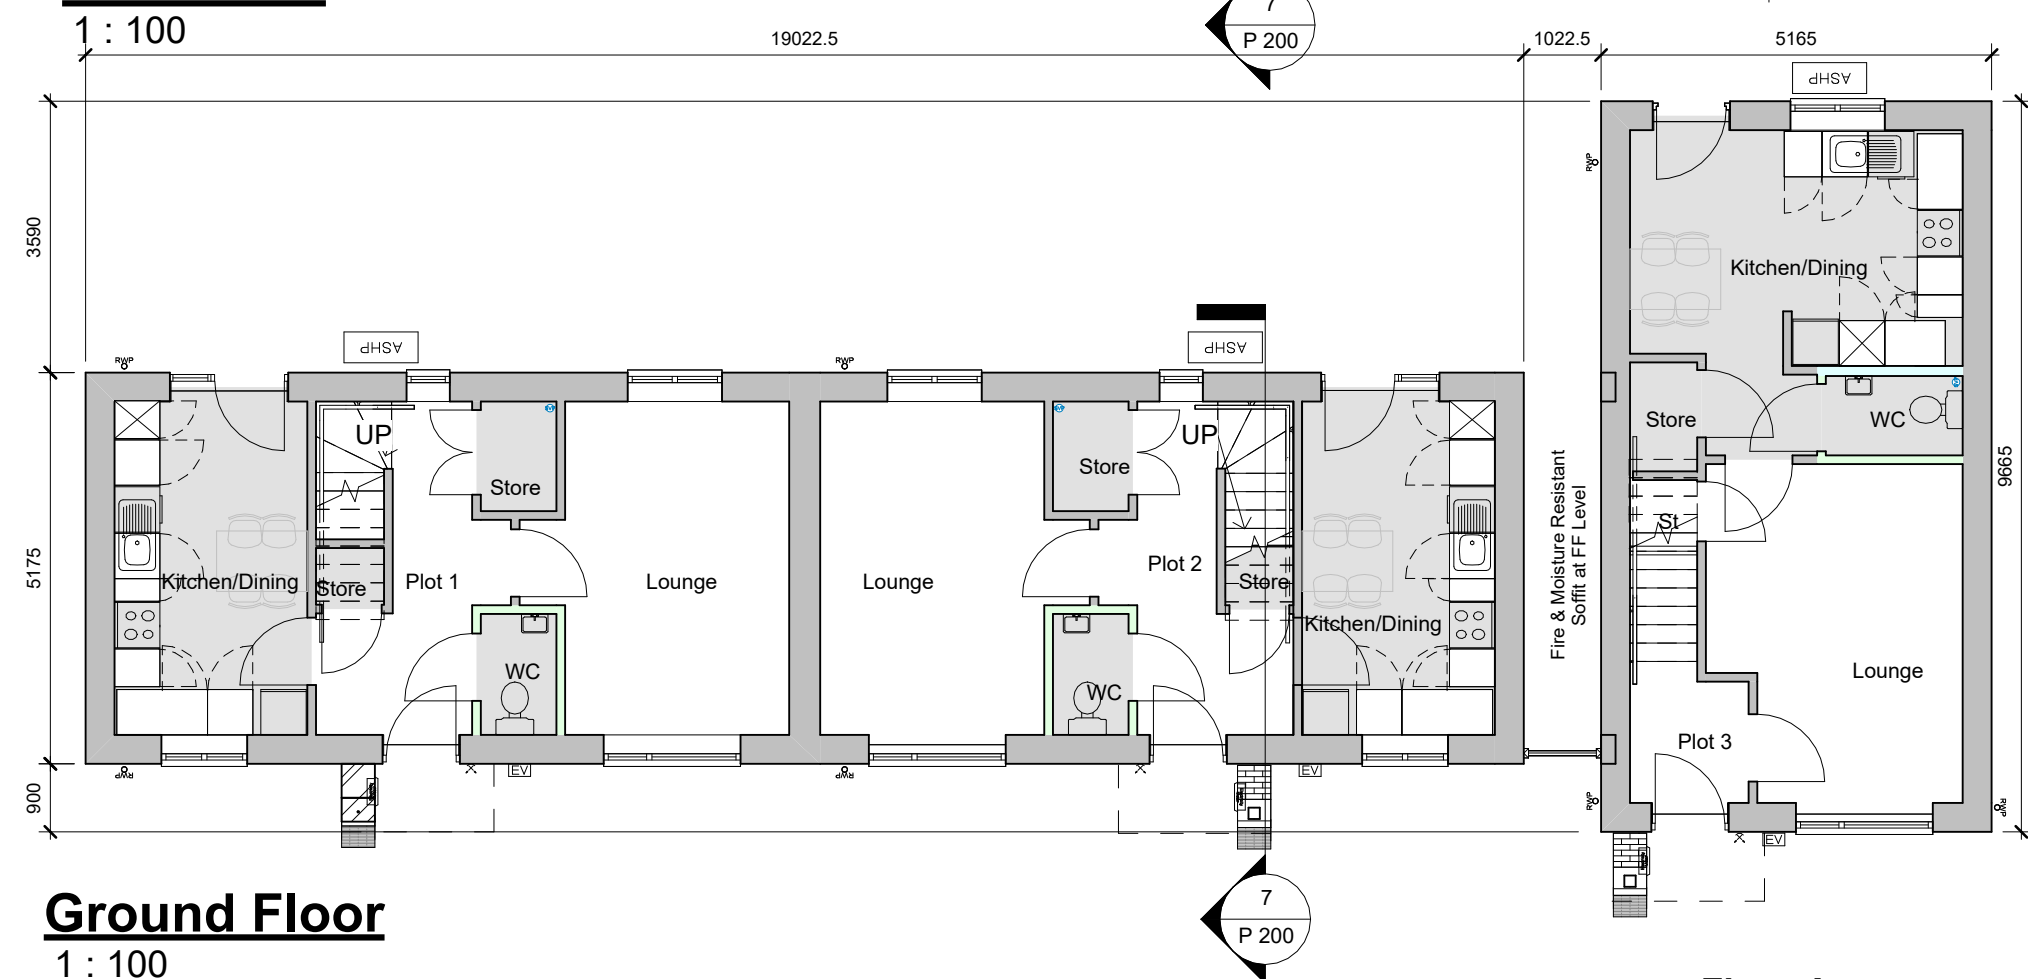 1 : 100
7
P 200
19022.5
1022.5
5165
ASHP
RWP
3590
Kitchen/Dining
ASHP
ASHP
RWP
RWP
UP
UP
Store
WC
Store
Store
9665
Fire & Moisture Resistant
Soffit at FF Level
St
5175
Kitchen/Dining
Store
Plot 1
Lounge
Lounge
Plot 2
Store
Kitchen/Dining
WC
WC
Lounge
Plot 3
RWP
RWP
EV
EV
RWP
RWP
900
EV
Ground Floor
1 : 100
7
P 200